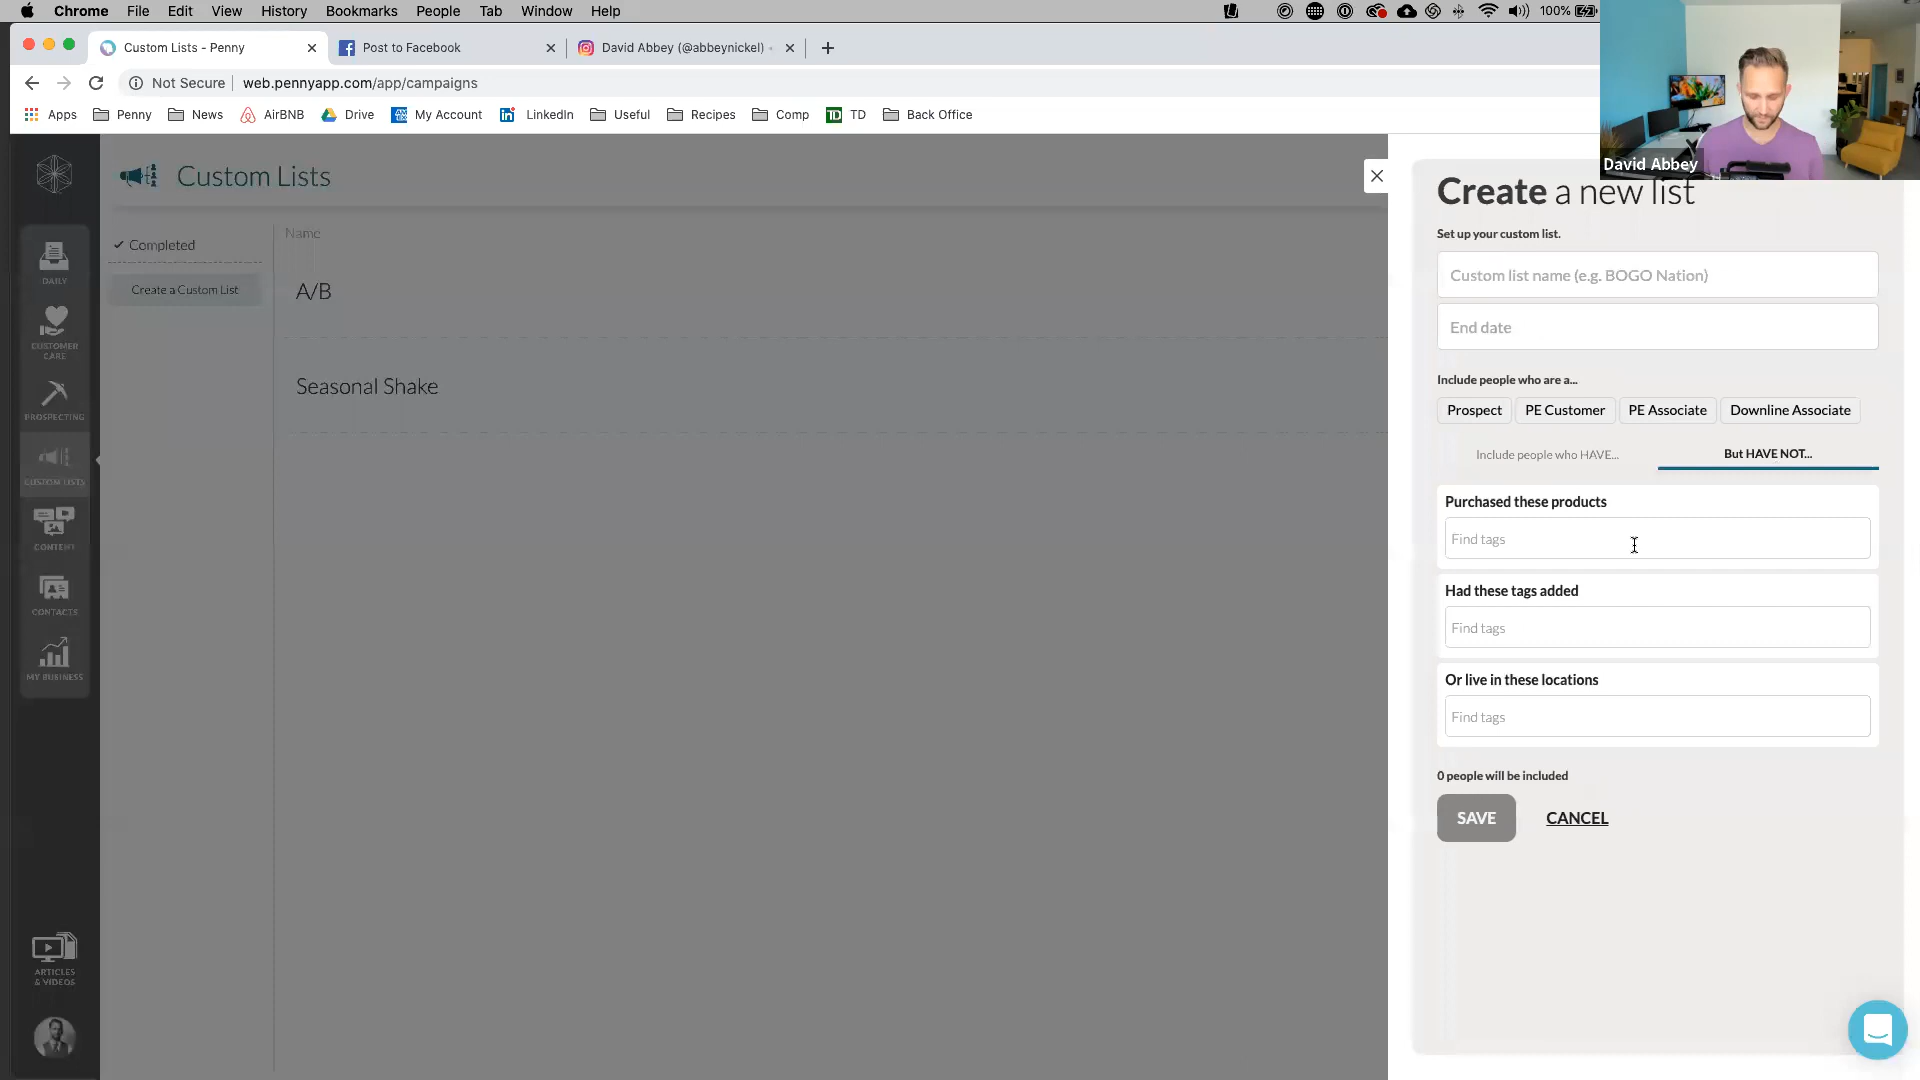 Chrome File Edit View History Bookmarks People Tab Window Help 100%
Custom Lists - Penny Post to Facebook David Abbey (@abbeynickel)
Not Secure web.pennyapp.com/app/campaigns
Apps Penny News AirBNB Drive My Account LinkedIn Useful Recipes Comp TD Back Office
David Abbey
Custom Lists
Completed
Create a Custom List
Name
A/B
Seasonal Shake
DAILY
CUSTOMER
CARE
PROSPECTING
CUSTOM LISTS
CONTENT
CONTACTS
MY BUSINESS
ARTICLES
& VIDEOS
Create a new list
Set up your custom list.
Custom list name (e.g. BOGO Nation)
End date
Include people who are a...
Prospect PE Customer PE Associate Downline Associate
Include people who HAVE... But HAVE NOT...
Purchased these products
Find tags
Had these tags added
Find tags
Or live in these locations
Find tags
0 people will be included
SAVE CANCEL